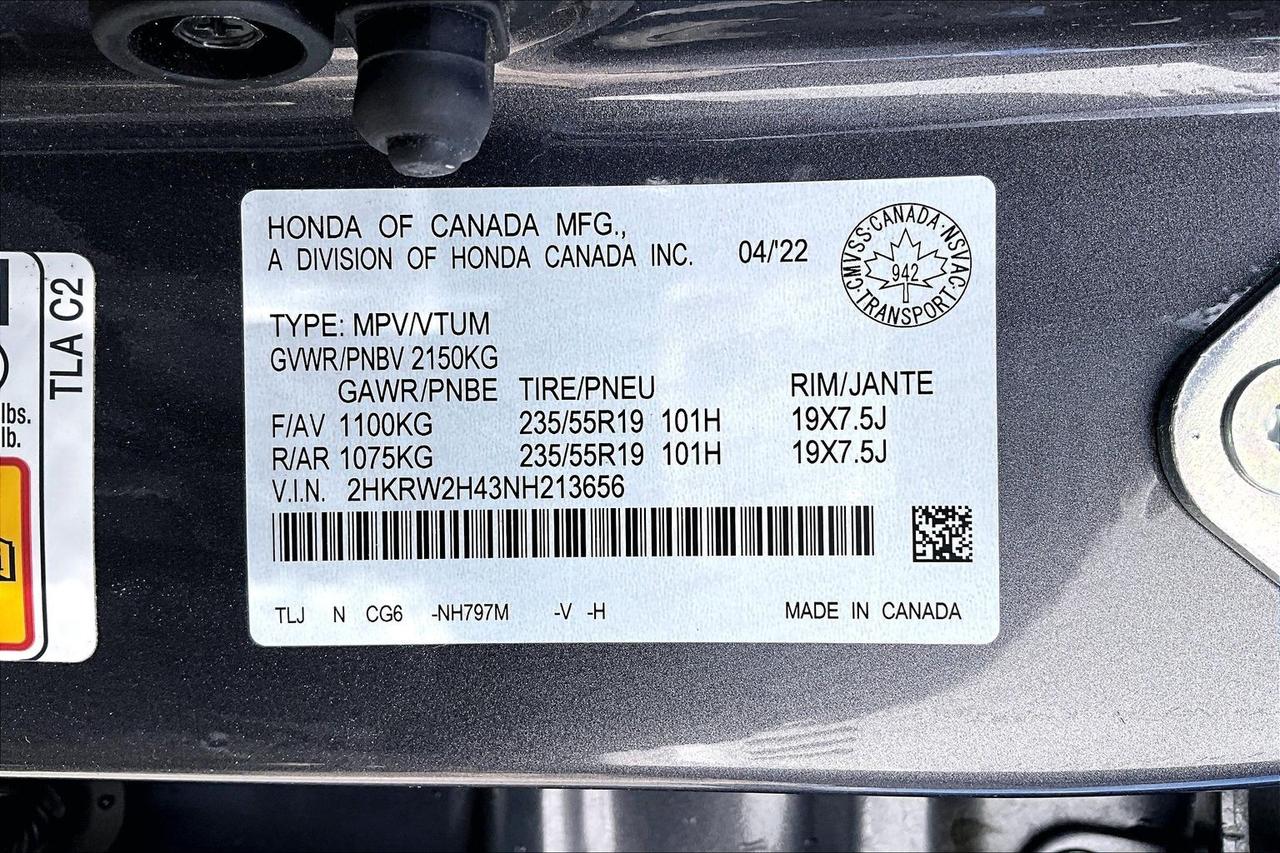 HONDA OF CANADA MFG.,
A DIVISION OF HONDA CANADA INC. 04/'22
CMVSS·CANADA·NSVAC·TRANSPORT·
942
TYPE: MPV/VTUM
GVWR/PNBV 2150KG
GAWR/PNBE TIRE/PNEU RIM/JANTE
F/AV 1100KG 235/55R19 101H 19X7.5J
R/AR 1075KG 235/55R19 101H 19X7.5J
V.I.N. 2HKRW2H43NH213656
TLJ N CG6 -NH797M -V -H MADE IN CANADA
TLA C2
lbs.
lb.